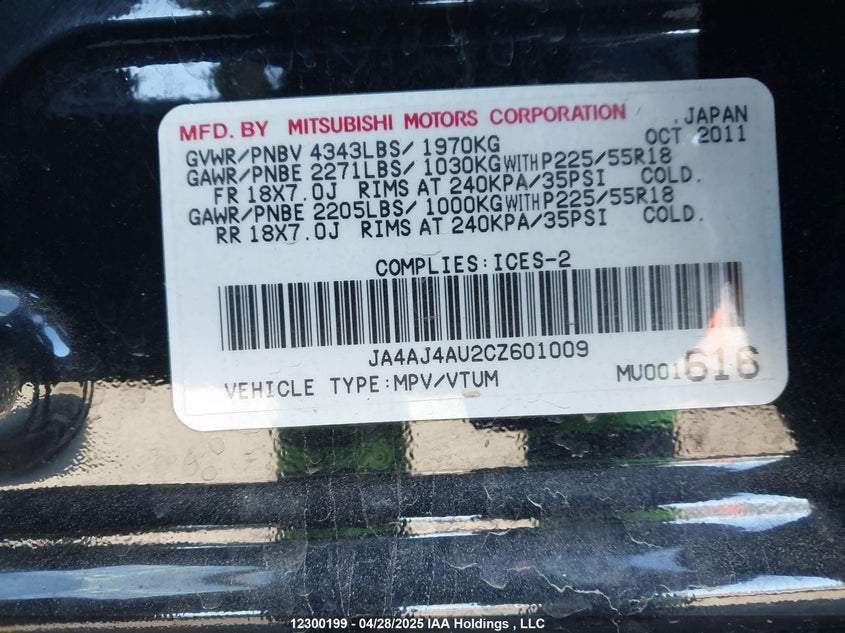 MFD. BY MITSUBISHI MOTORS CORPORATION JAPAN
GVWR/PNBV 4343LBS/ 1970KG OCT 2011
GAWR/PNBE 2271LBS/ 1030KG WITH P225/55R18
FR 18X7.0J RIMS AT 240KPA/35PSI COLD.
GAWR/PNBE 2205LBS/ 1000KG WITH P225/55R18
RR 18X7.0J RIMS AT 240KPA/35PSI COLD.
COMPLIES:ICES-2
JA4AJ4AU2CZ601009
VEHICLE TYPE:MPV/VTUM MU001616
12300199 - 04/28/2025 IAA Holdings , LLC